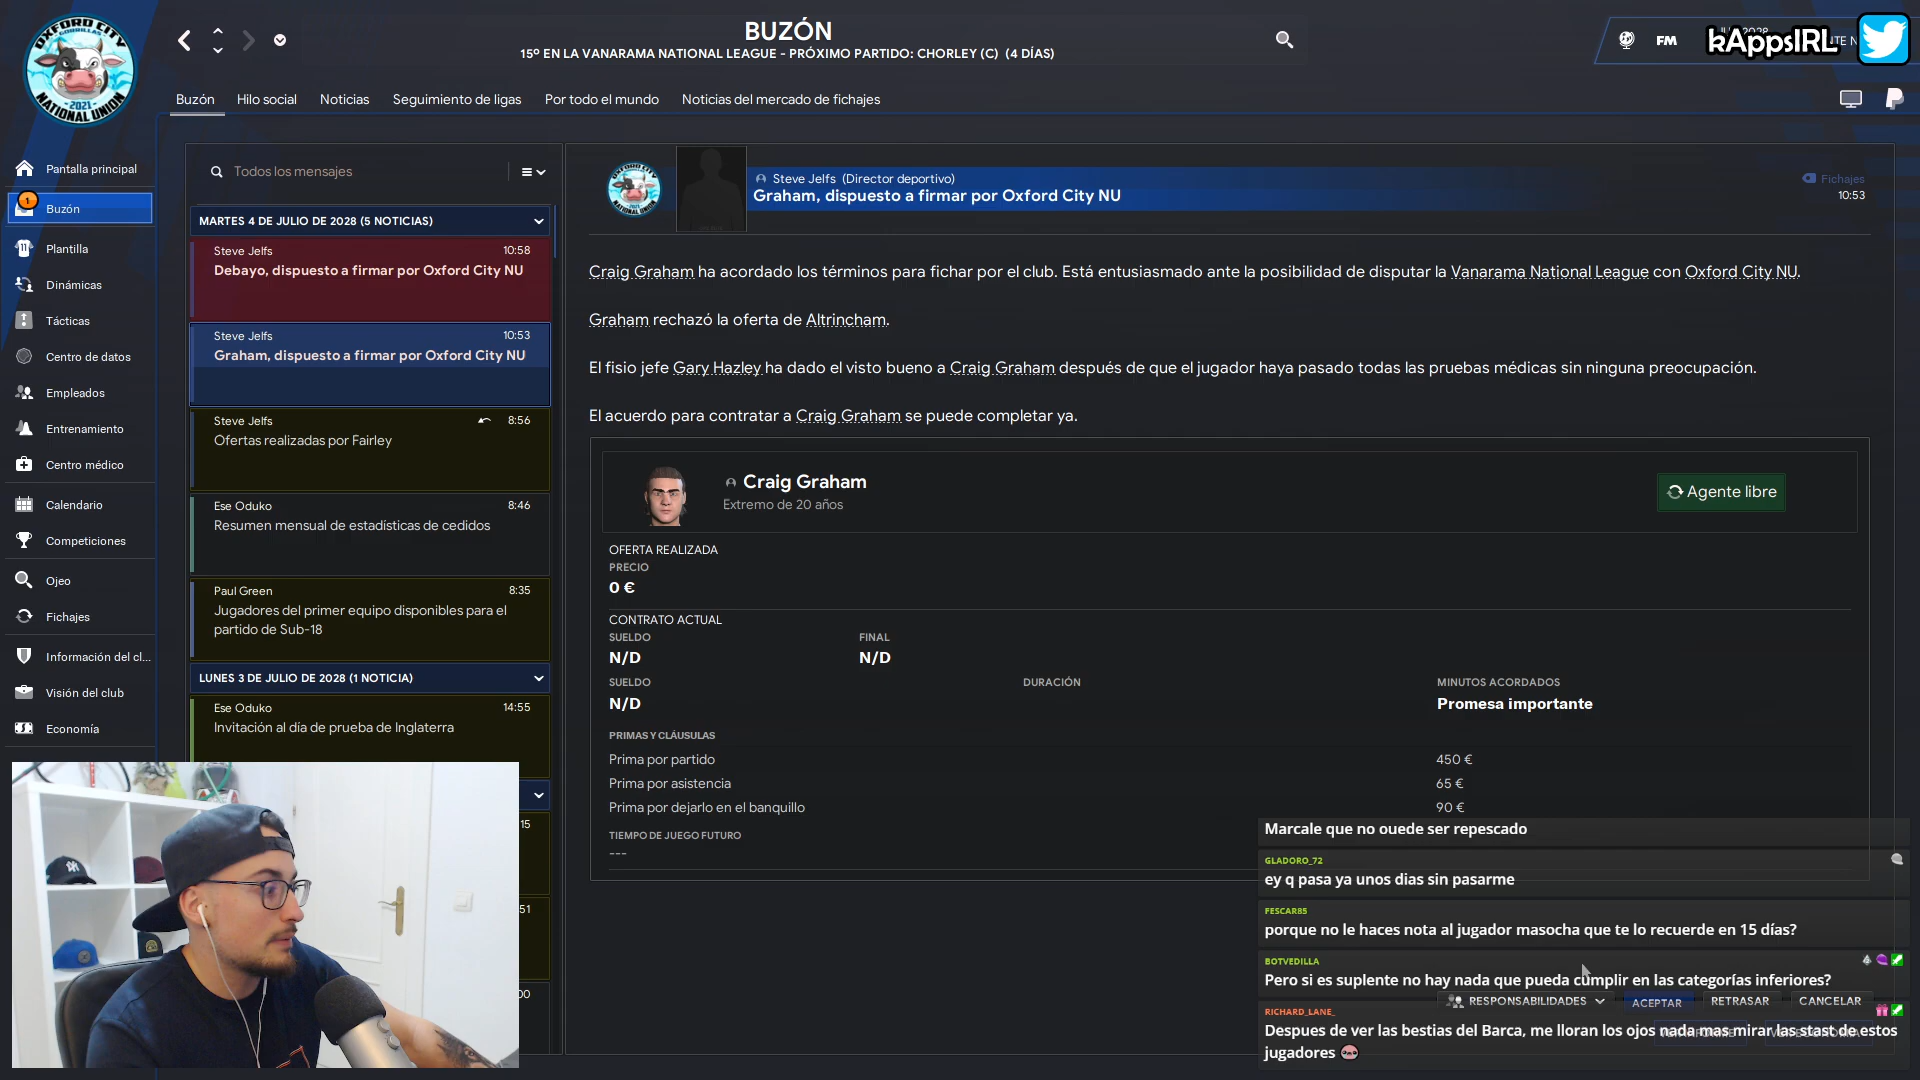 OXFORD CITY
GORRILLAS
- 2021 -
NATIONAL UNION
BUZÓN
15º EN LA VANARAMA NATIONAL LEAGUE - PRÓXIMO PARTIDO: CHORLEY (C) (4 DÍAS)
FM
kAppsIRL
Buzón
Hilo social
Noticias
Seguimiento de ligas
Por todo el mundo
Noticias del mercado de fichajes
Pantalla principal
1
Buzón
Plantilla
Dinámicas
Tácticas
Centro de datos
Empleados
Entrenamiento
Centro médico
Calendario
Competiciones
Ojeo
Fichajes
Información del cl...
Visión del club
Economía
Todos los mensajes
MARTES 4 DE JULIO DE 2028 (5 NOTICIAS)
Steve Jelfs 10:58
Debayo, dispuesto a firmar por Oxford City NU
Steve Jelfs 10:53
Graham, dispuesto a firmar por Oxford City NU
Steve Jelfs 8:56
Ofertas realizadas por Fairley
Ese Oduko 8:46
Resumen mensual de estadísticas de cedidos
Paul Green 8:35
Jugadores del primer equipo disponibles para el
partido de Sub-18
LUNES 3 DE JULIO DE 2028 (1 NOTICIA)
Ese Oduko 14:55
Invitación al día de prueba de Inglaterra
15
51
00
Steve Jelfs (Director deportivo)
Graham, dispuesto a firmar por Oxford City NU
Fichajes
10:53
Craig Graham ha acordado los términos para fichar por el club. Está entusiasmado ante la posibilidad de disputar la Vanarama National League con Oxford City NU.
Graham rechazó la oferta de Altrincham.
El fisio jefe Gary Hazley ha dado el visto bueno a Craig Graham después de que el jugador haya pasado todas las pruebas médicas sin ninguna preocupación.
El acuerdo para contratar a Craig Graham se puede completar ya.
Craig Graham
Extremo de 20 años
Agente libre
OFERTA REALIZADA
PRECIO
0 €
CONTRATO ACTUAL
SUELDO FINAL
N/D N/D
SUELDO DURACIÓN MINUTOS ACORDADOS
N/D Promesa importante
PRIMAS Y CLÁUSULAS
Prima por partido 450 €
Prima por asistencia 65 €
Prima por dejarlo en el banquillo 90 €
TIEMPO DE JUEGO FUTURO
---
Marcale que no ouede ser repescado
GLADORO_72
ey q pasa ya unos dias sin pasarme
FESCAR85
porque no le haces nota al jugador masocha que te lo recuerde en 15 días?
BOTVEDILLA
Pero si es suplente no hay nada que pueda cumplir en las categorías inferiores?
RESPONSABILIDADES
ACEPTAR
RETRASAR
CANCELAR
RICHARD_LANE_
Despues de ver las bestias del Barca, me lloran los ojos nada mas mirar las stast de estos
jugadores